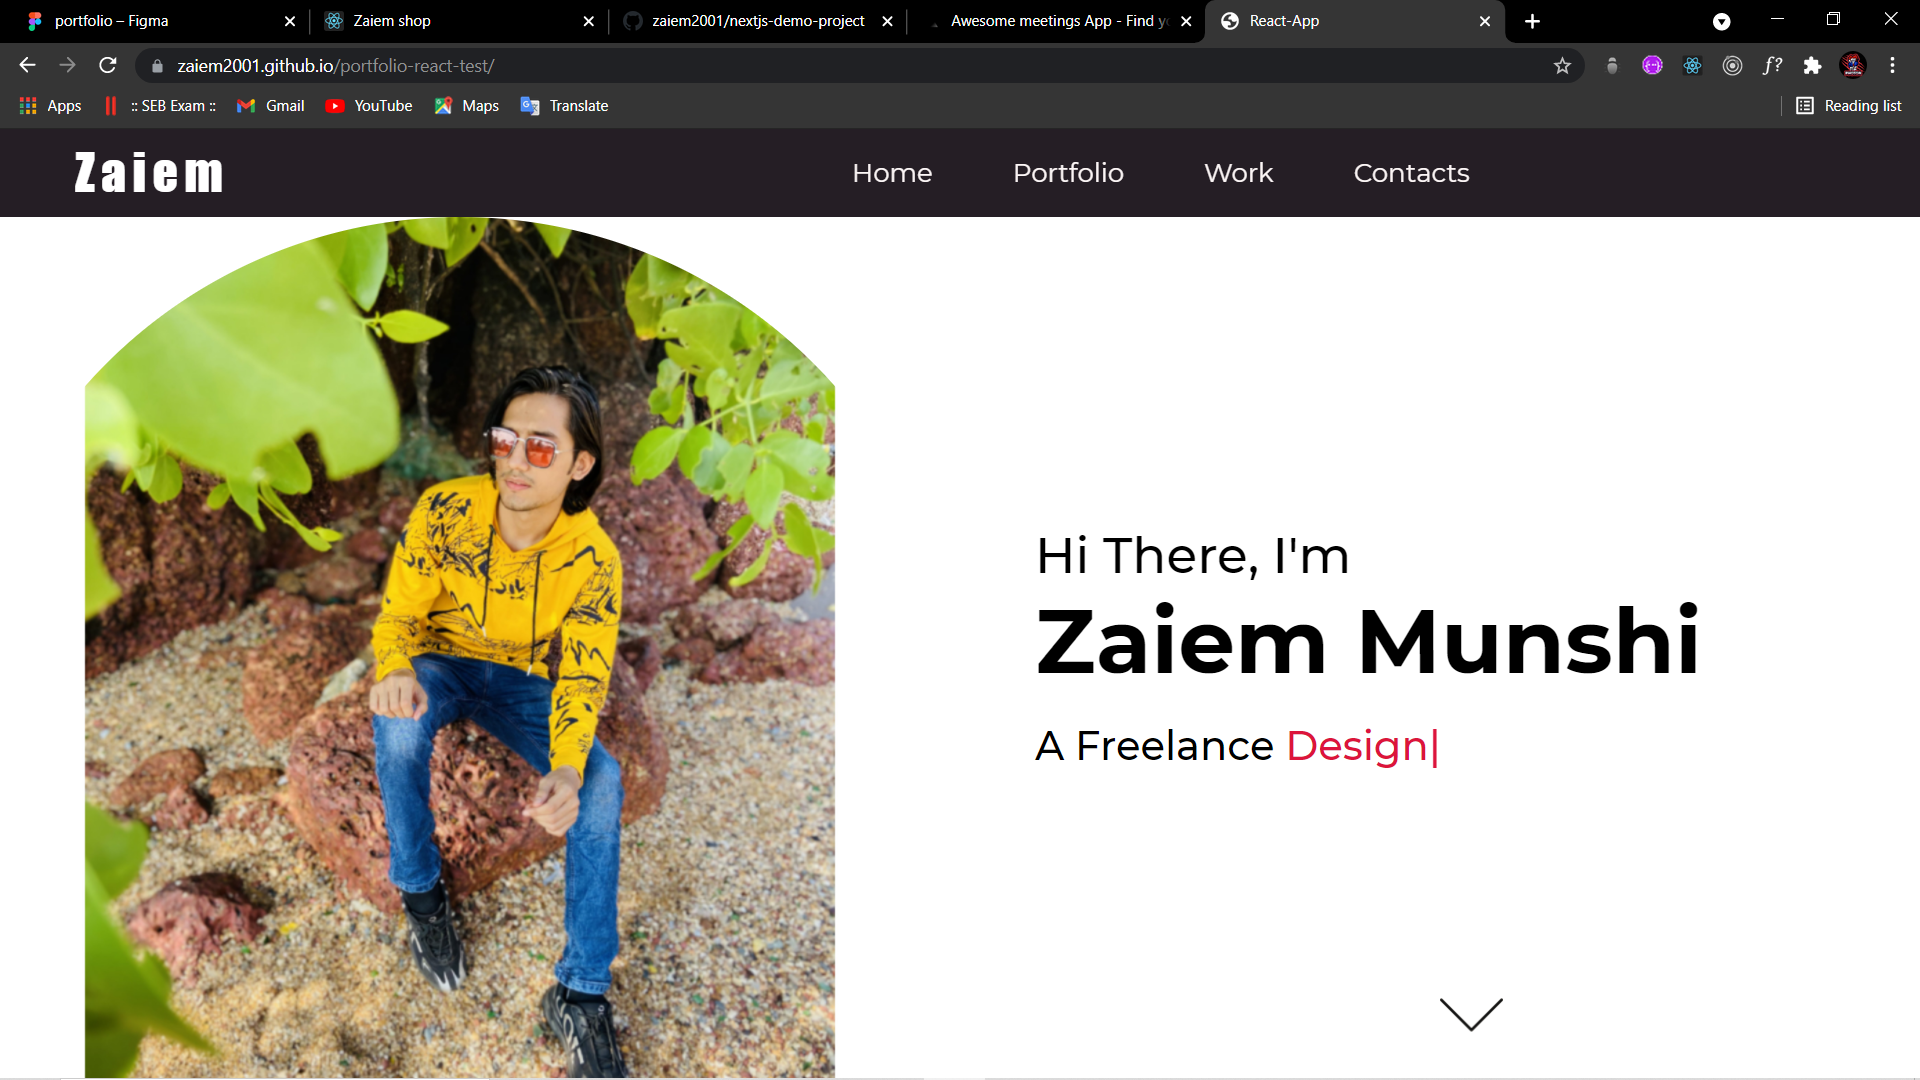 portfolio – Figma
Zaiem shop
zaiem2001/nextjs-demo-project
Awesome meetings App - Find
React-App
zaiem2001.github.io/portfolio-react-test/
f?
Apps
:: SEB Exam ::
Gmail
YouTube
Maps
Translate
Reading list
Zaiem
Home
Portfolio
Work
Contacts
Hi There, I'm
Zaiem Munshi
A Freelance Design|